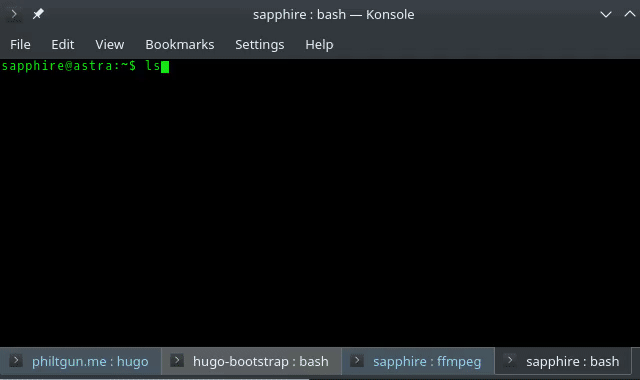 sapphire : bash — Konsole
File Edit View Bookmarks Settings Help
sapphire@astra:~$ ls
philtgun.me : hugo hugo-bootstrap : bash sapphire : ffmpeg sapphire : bash